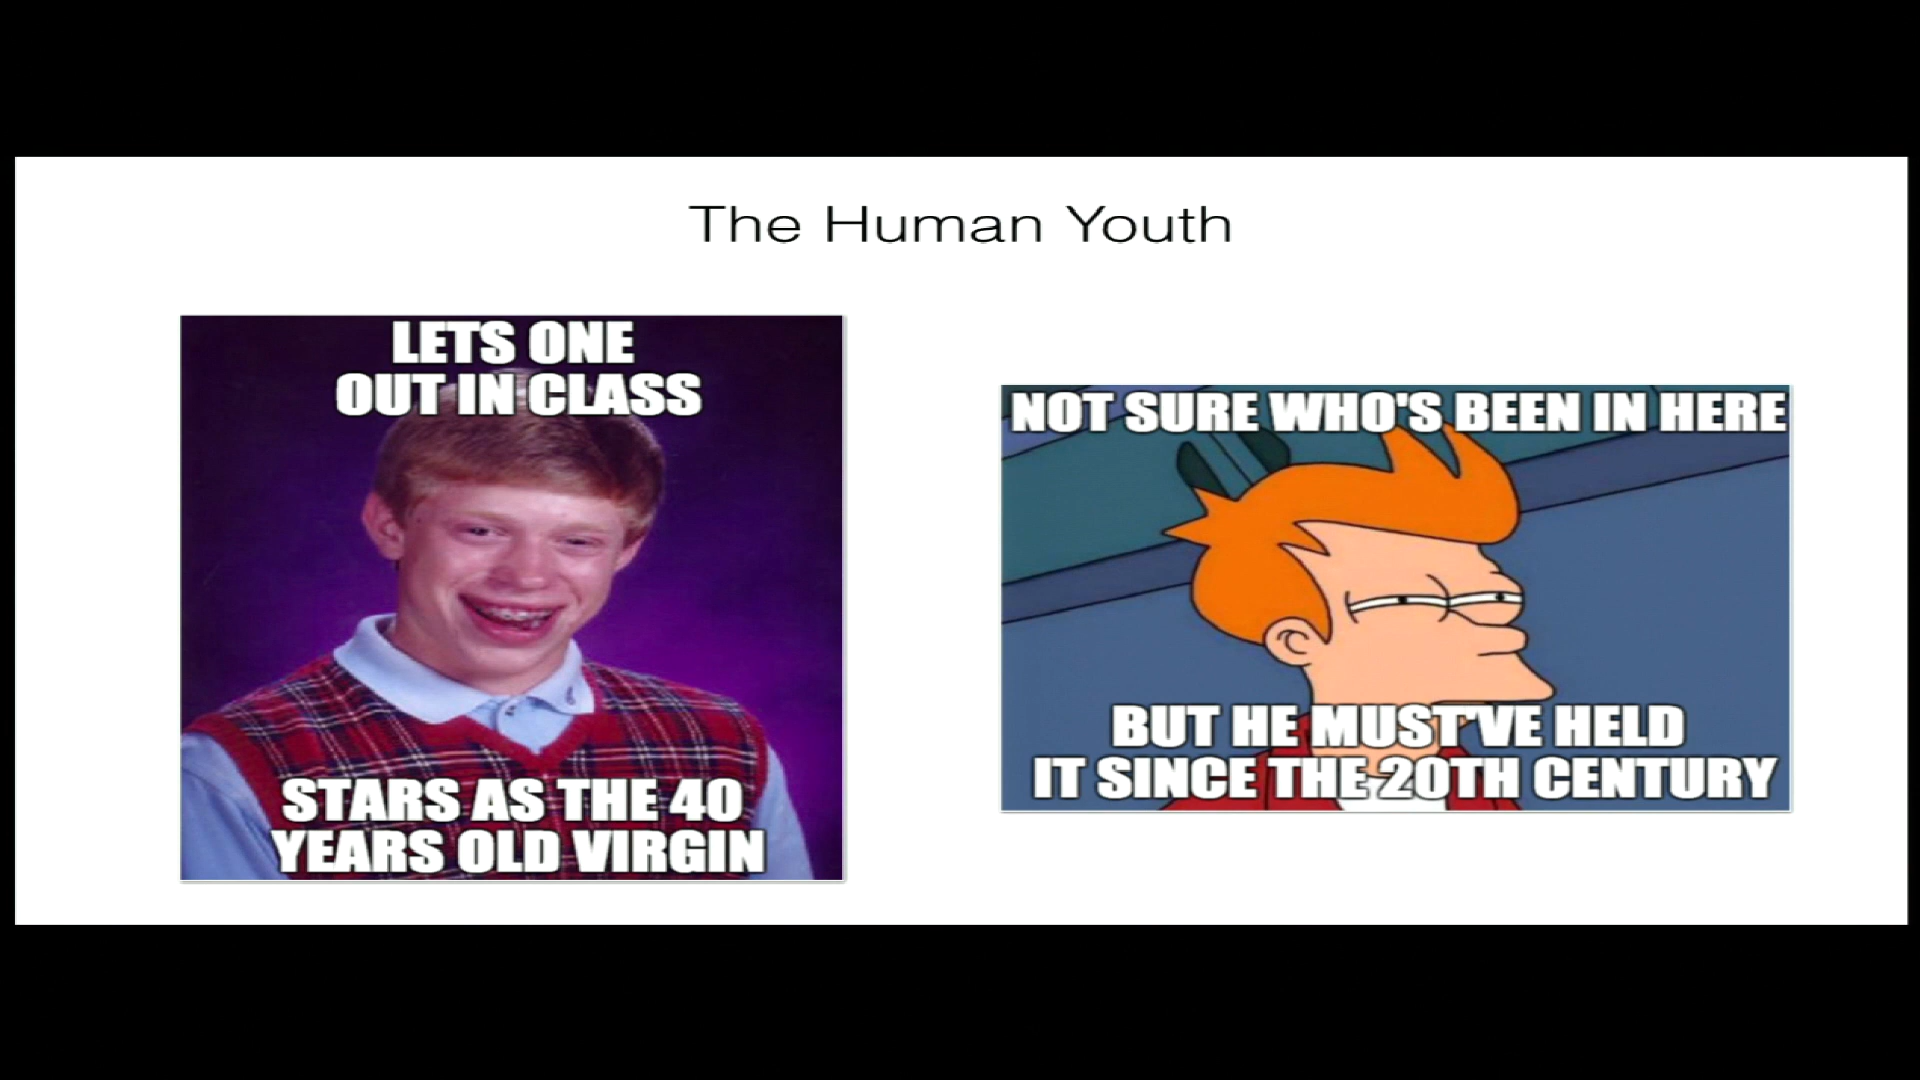 The Human Youth
LETS ONE
OUT IN CLASS
STARS AS THE 40
YEARS OLD VIRGIN
NOT SURE WHO'S BEEN IN HERE
BUT HE MUST'VE HELD
IT SINCE THE 20TH CENTURY